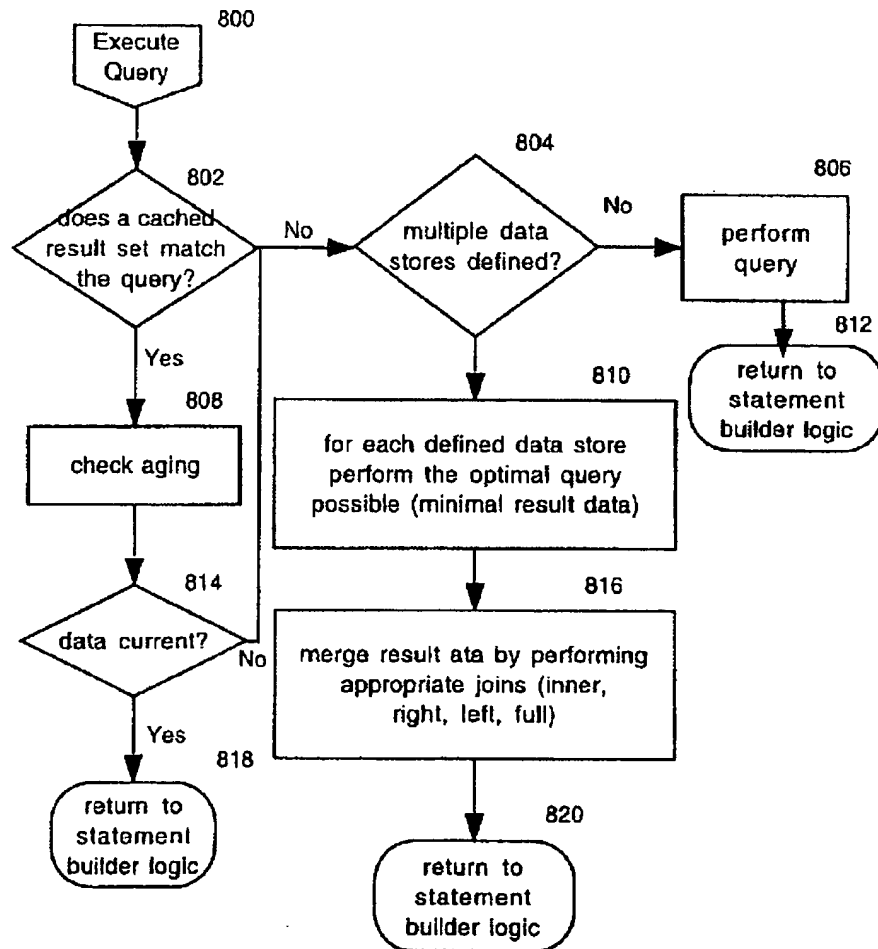 800
Execute
Query
802
does a cached
result set match
the query?
No
Yes
804
multiple data
stores defined?
No
806
perform
query
812
return to
statement
builder logic
808
check aging
810
for each defined data store
perform the optimal query
possible (minimal result data)
814
data current?
No
Yes
816
merge result ata by performing
appropriate joins (inner,
right, left, full)
818
return to
statement
builder logic
820
return to
statement
builder logic